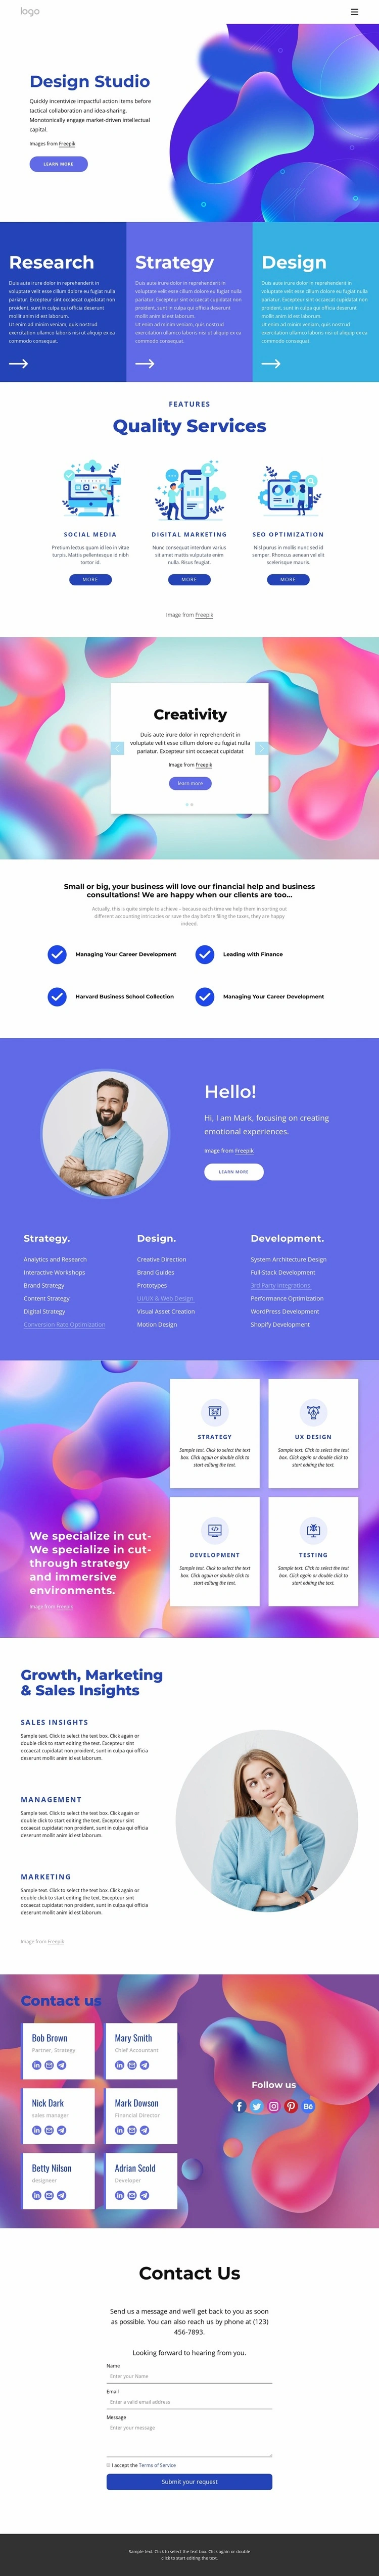 logo
Design Studio
Quickly incentivize impactful action items before
tactical collaboration and idea-sharing.
Monotonically engage market-driven intellectual
capital.
Images from Freepik
LEARN MORE
Research
Duis aute irure dolor in reprehenderit in
voluptate velit esse cillum dolore eu fugiat nulla
pariatur. Excepteur sint occaecat cupidatat non
proident, sunt in culpa qui officia deserunt
mollit anim id est laborum.
Ut enim ad minim veniam, quis nostrud
exercitation ullamco laboris nisi ut aliquip ex ea
commodo consequat.
Strategy
Duis aute irure dolor in reprehenderit in
voluptate velit esse cillum dolore eu fugiat nulla
pariatur. Excepteur sint occaecat cupidatat non
proident, sunt in culpa qui officia deserunt
mollit anim id est laborum.
Ut enim ad minim veniam, quis nostrud
exercitation ullamco laboris nisi ut aliquip ex ea
commodo consequat.
Design
Duis aute irure dolor in reprehenderit in
voluptate velit esse cillum dolore eu fugiat nulla
pariatur. Excepteur sint occaecat cupidatat non
proident, sunt in culpa qui officia deserunt
mollit anim id est laborum.
Ut enim ad minim veniam, quis nostrud
exercitation ullamco laboris nisi ut aliquip ex ea
commodo consequat.
FEATURES
Quality Services
SOCIAL MEDIA
Pretium lectus quam id leo in vitae
turpis. Mattis pellentesque id nibh
tortor id.
MORE
DIGITAL MARKETING
Nunc consequat interdum varius
sit amet mattis vulputate enim
nulla. Risus feugiat.
MORE
SEO OPTIMIZATION
Nisl purus in mollis nunc sed id
semper. Rhoncus aenean vel elit
scelerisque mauris.
MORE
Image from Freepik
Creativity
Duis aute irure dolor in reprehenderit in
voluptate velit esse cillum dolore eu fugiat nulla
pariatur. Excepteur sint occaecat cupidatat
Image from Freepik
learn more
Small or big, your business will love our financial help and business
consultations! We are happy when our clients are too...
Actually, this is quite simple to achieve – because each time we help them in sorting out
different accounting intricacies or save the day before filing the taxes, they are happy
indeed.
Managing Your Career Development
Leading with Finance
Harvard Business School Collection
Managing Your Career Development
Hello!
Hi, I am Mark, focusing on creating
emotional experiences.
Image from Freepik
LEARN MORE
Strategy.
Analytics and Research
Interactive Workshops
Brand Strategy
Content Strategy
Digital Strategy
Conversion Rate Optimization
Design.
Creative Direction
Brand Guides
Prototypes
UI/UX & Web Design
Visual Asset Creation
Motion Design
Development.
System Architecture Design
Full-Stack Development
3rd Party Integrations
Performance Optimization
WordPress Development
Shopify Development
We specialize in cut-
We specialize in cut-
through strategy
and immersive
environments.
Image from Freepik
STRATEGY
Sample text. Click to select the text
box. Click again or double click to
start editing the text.
UX DESIGN
Sample text. Click to select the text
box. Click again or double click to
start editing the text.
DEVELOPMENT
Sample text. Click to select the text
box. Click again or double click to
start editing the text.
TESTING
Sample text. Click to select the text
box. Click again or double click to
start editing the text.
Growth, Marketing
& Sales Insights
SALES INSIGHTS
Sample text. Click to select the text box. Click again or
double click to start editing the text. Excepteur sint
occaecat cupidatat non proident, sunt in culpa qui officia
deserunt mollit anim id est laborum.
MANAGEMENT
Sample text. Click to select the text box. Click again or
double click to start editing the text. Excepteur sint
occaecat cupidatat non proident, sunt in culpa qui officia
deserunt mollit anim id est laborum.
MARKETING
Sample text. Click to select the text box. Click again or
double click to start editing the text. Excepteur sint
occaecat cupidatat non proident, sunt in culpa qui officia
deserunt mollit anim id est laborum.
Image from Freepik
Contact us
Bob Brown
Partner, Strategy
Mary Smith
Chief Accountant
Nick Dark
sales manager
Mark Dowson
Financial Director
Betty Nilson
designeer
Adrian Scold
Developer
Follow us
Contact Us
Send us a message and we'll get back to you as soon
as possible. You can also reach us by phone at (123)
456-7893.
Looking forward to hearing from you.
Name
Enter your Name
Email
Enter a valid email address
Message
Enter your message
I accept the Terms of Service
Submit your request
Sample text. Click to select the text box. Click again or double
click to start editing the text.